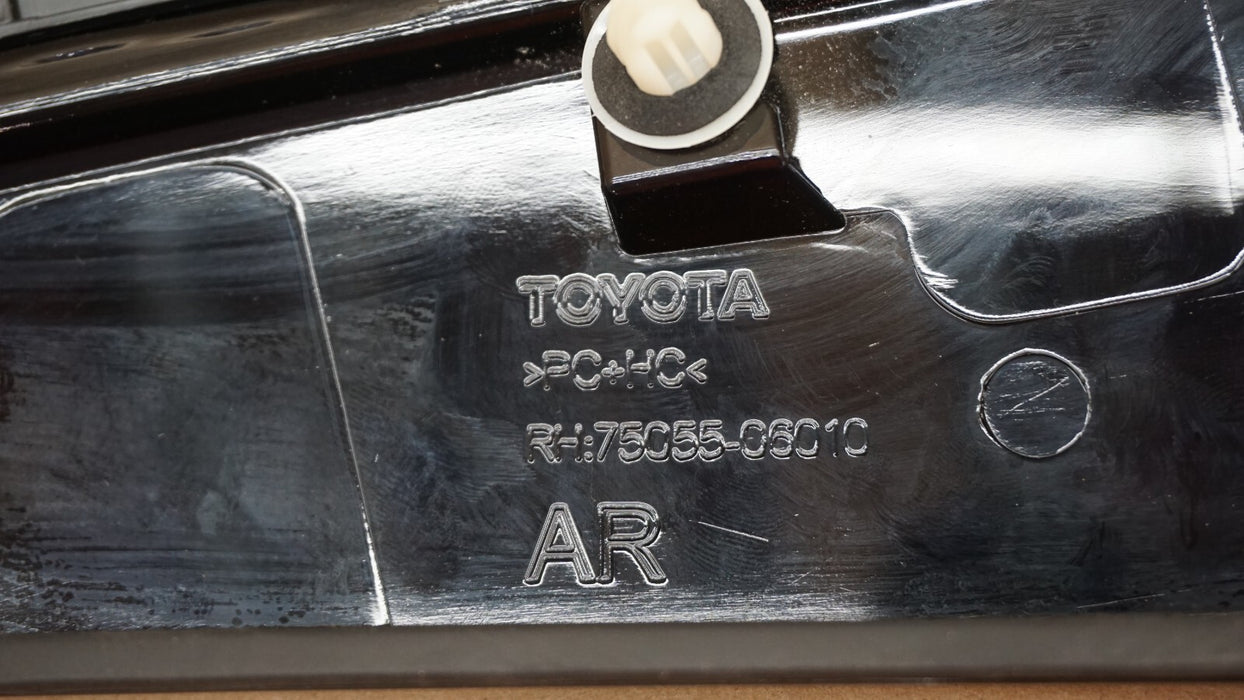 TOYOTA
>PC+HC<
RH:75055-06010
AR